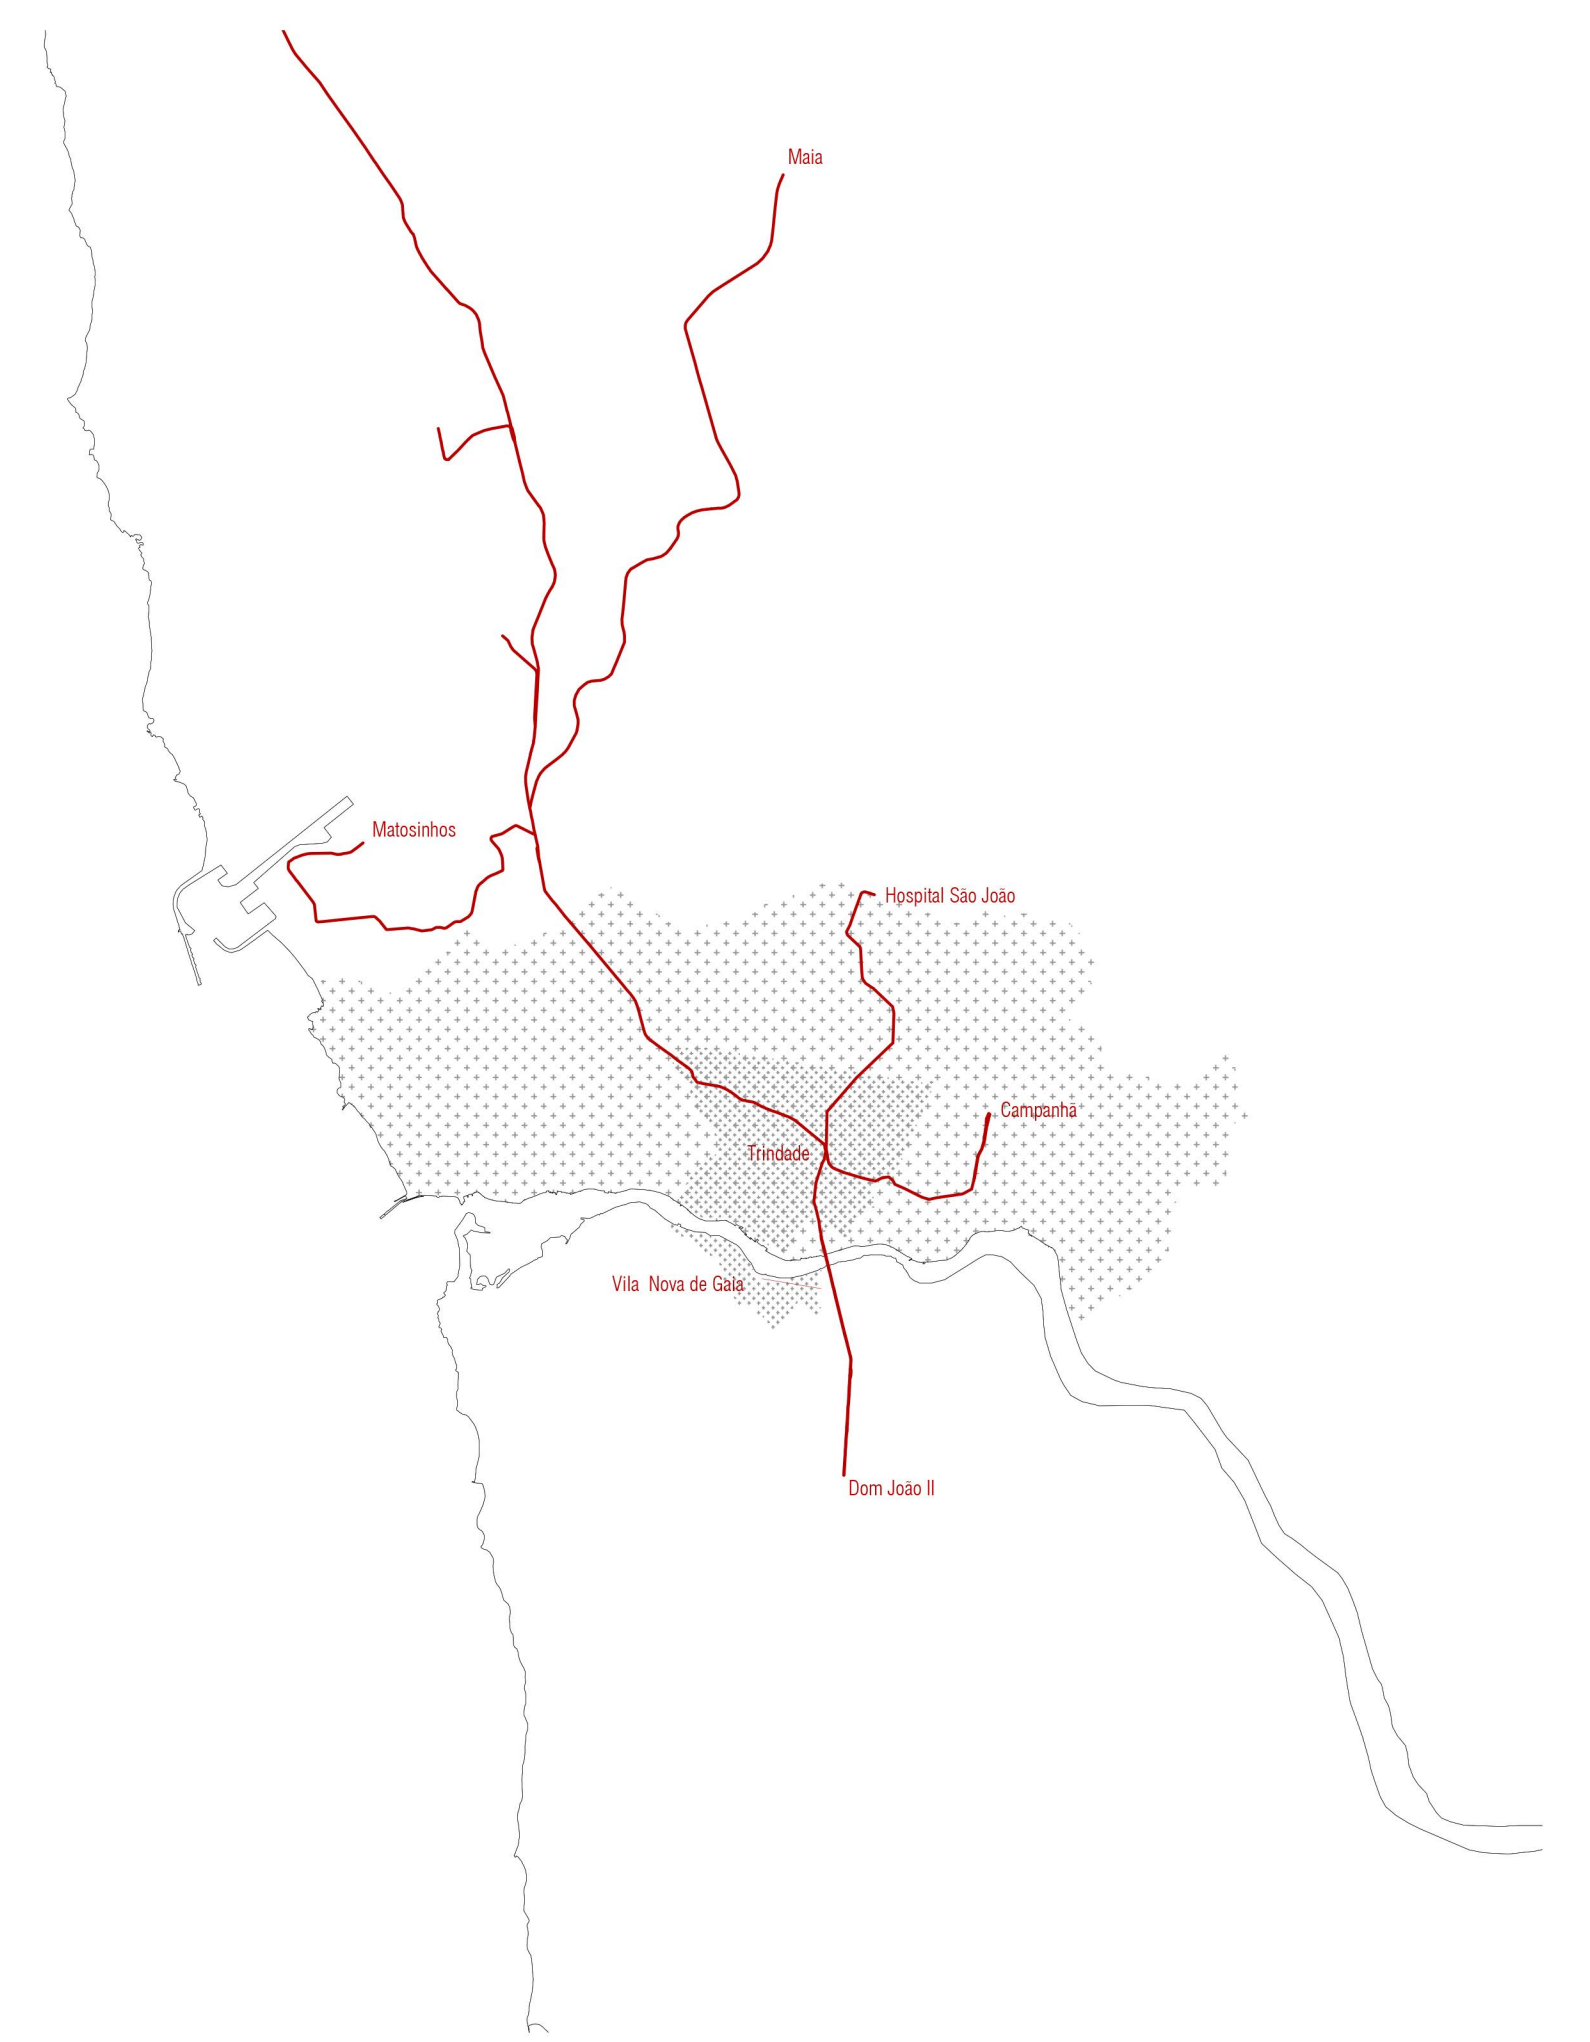 Maia
Matosinhos
Hospital São João
Campanhã
Trindade
Vila Nova de Gaia
Dom João II